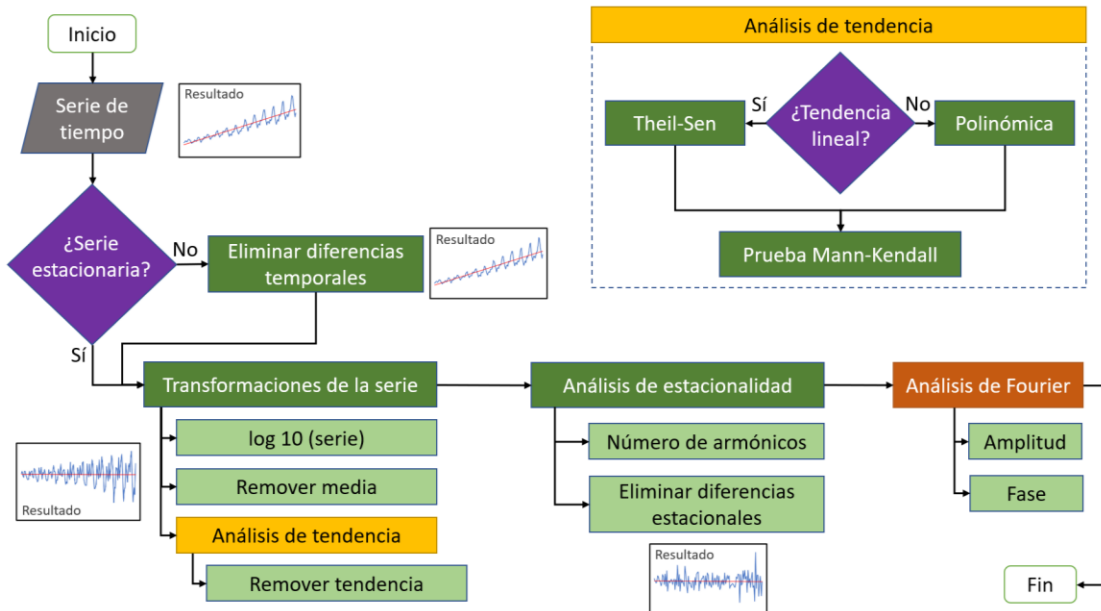 Inicio
Serie de
tiempo
Resultado
¿Serie
estacionaria?
No
Sí
Eliminar diferencias
temporales
Resultado
Análisis de tendencia
¿Tendencia
lineal?
Sí
No
Theil-Sen
Polinómica
Prueba Mann-Kendall
Transformaciones de la serie
log 10 (serie)
Remover media
Análisis de tendencia
Remover tendencia
Resultado
Análisis de estacionalidad
Número de armónicos
Eliminar diferencias
estacionales
Resultado
Análisis de Fourier
Amplitud
Fase
Fin